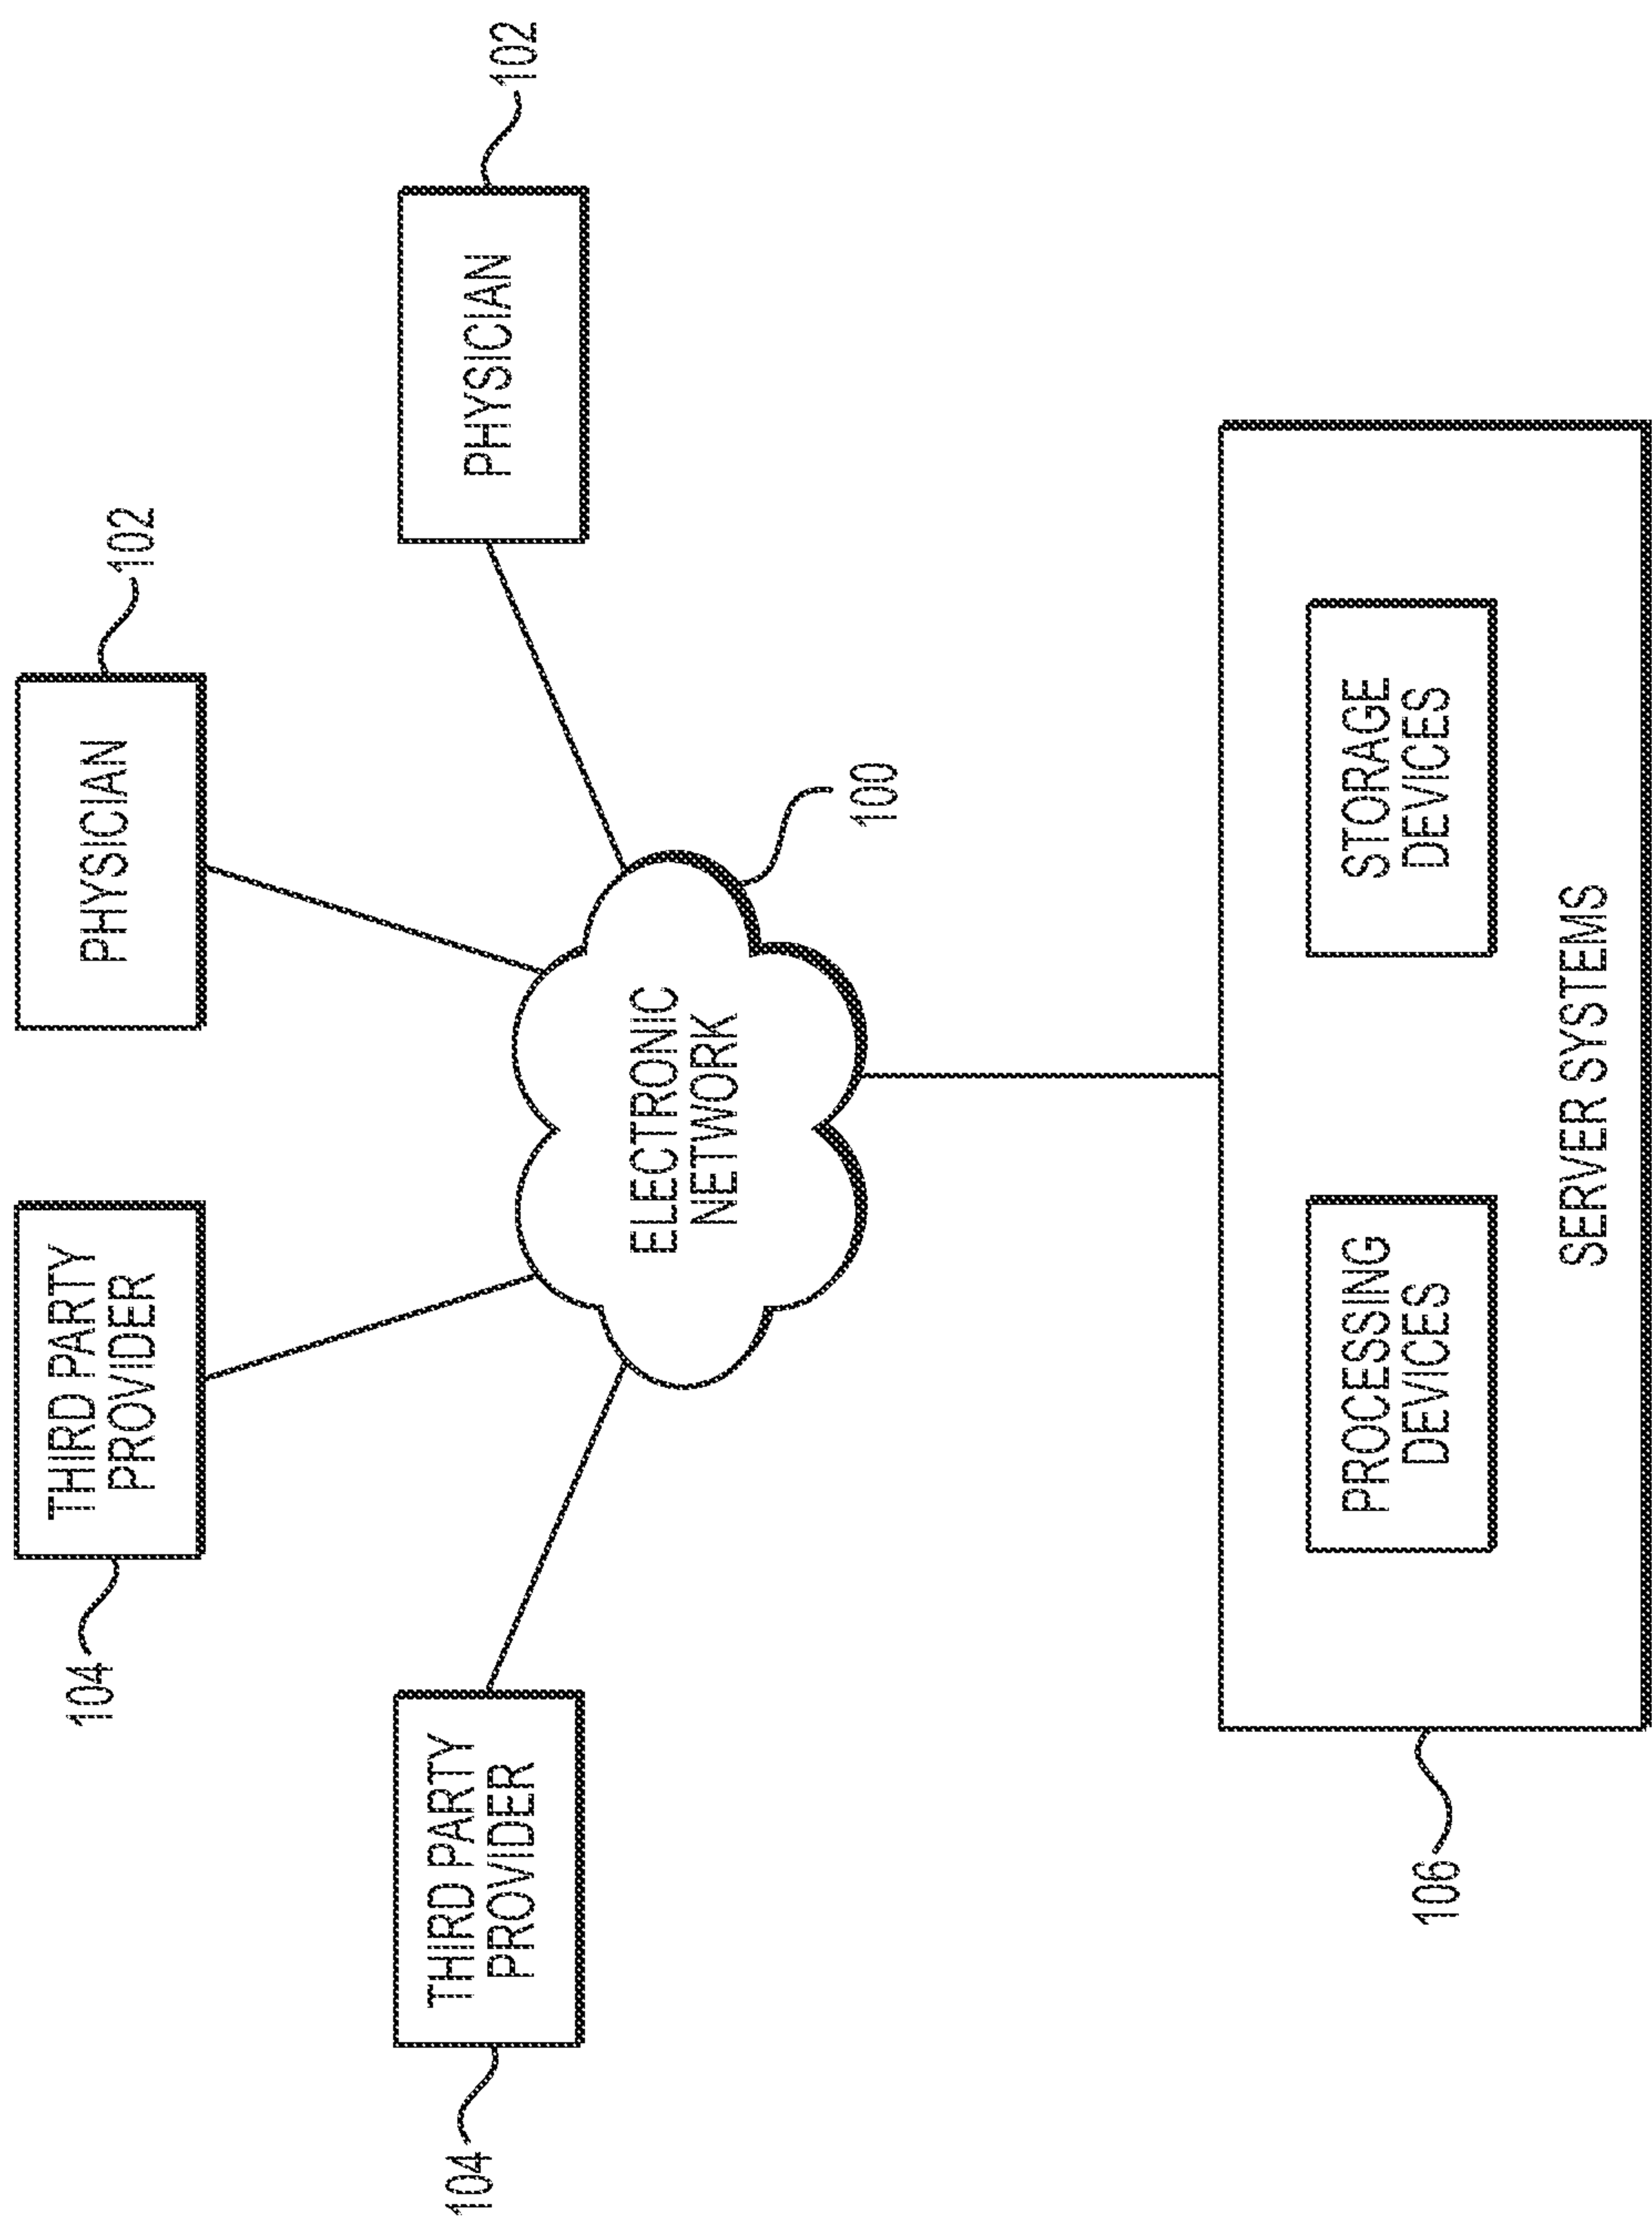 104
THIRD PARTY
PROVIDER
104
THIRD PARTY
PROVIDER
PHYSICIAN
102
PHYSICIAN
102
ELECTRONIC
NETWORK
100
106
PROCESSING
DEVICES
STORAGE
DEVICES
SERVER SYSTEMS